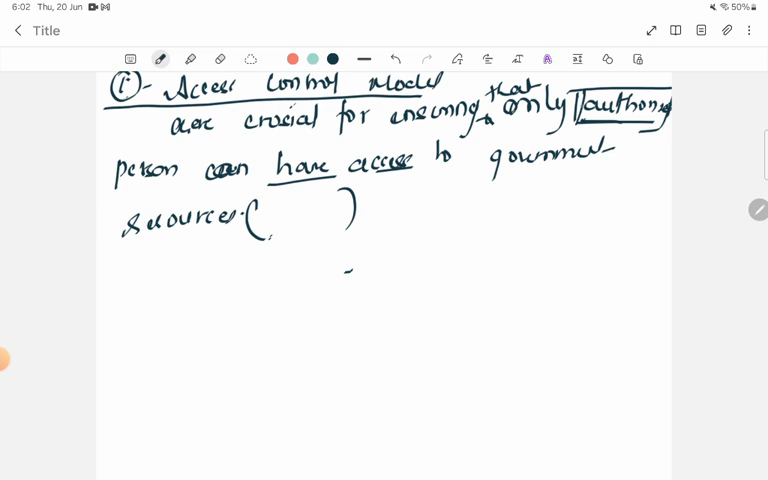 6:02 Thu, 20 Jun 50%
Title
(i)- Access Control Model
are crucial for ensuring that only authorized
person can have access to government
resources. ( )